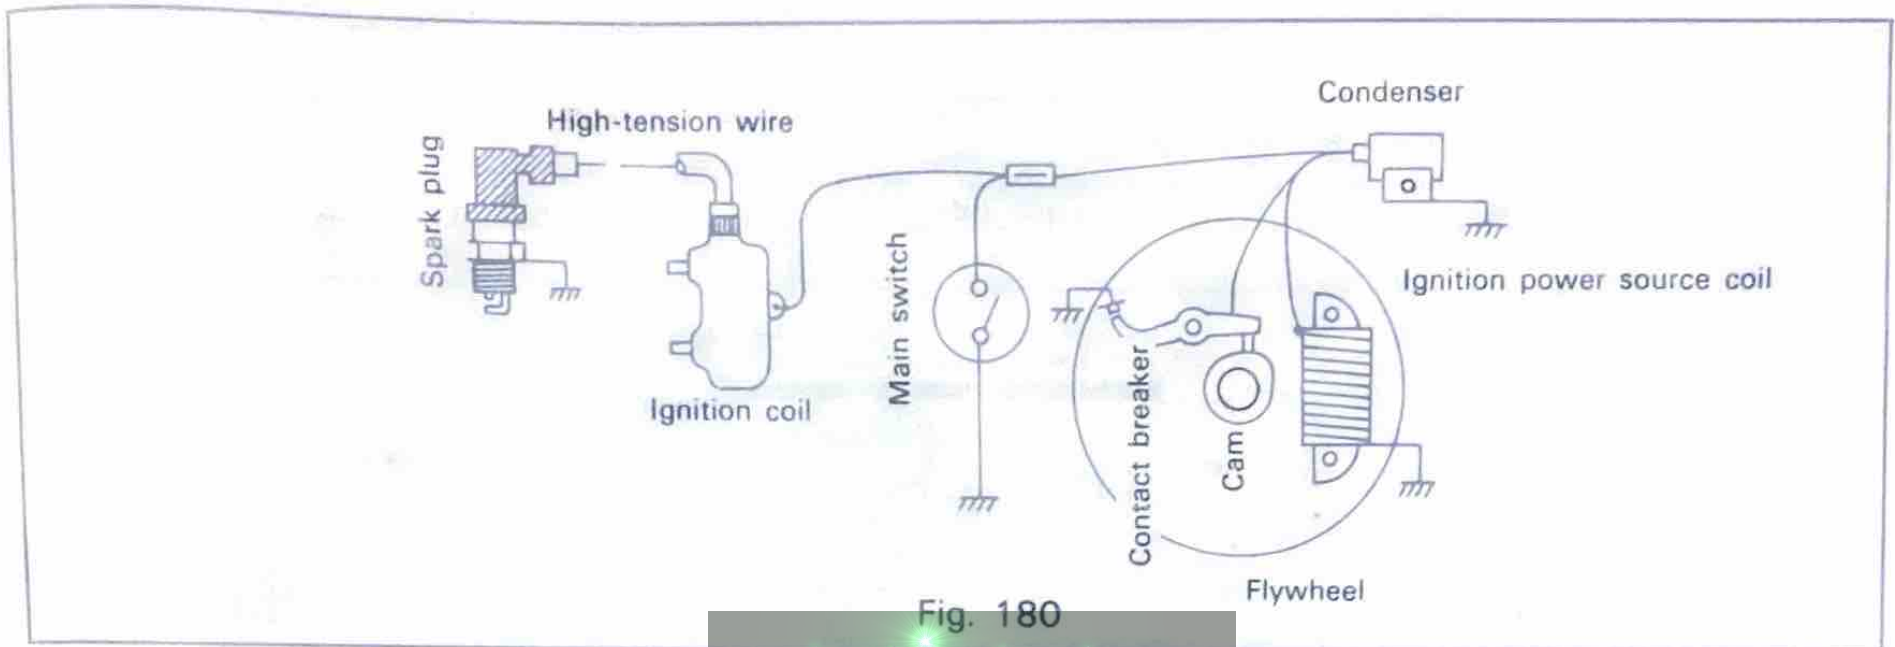 Condenser
High-tension wire
Spark plug
Ignition power source coil
Main switch
Contact breaker
Cam
Ignition coil
Flywheel
Fig. 180